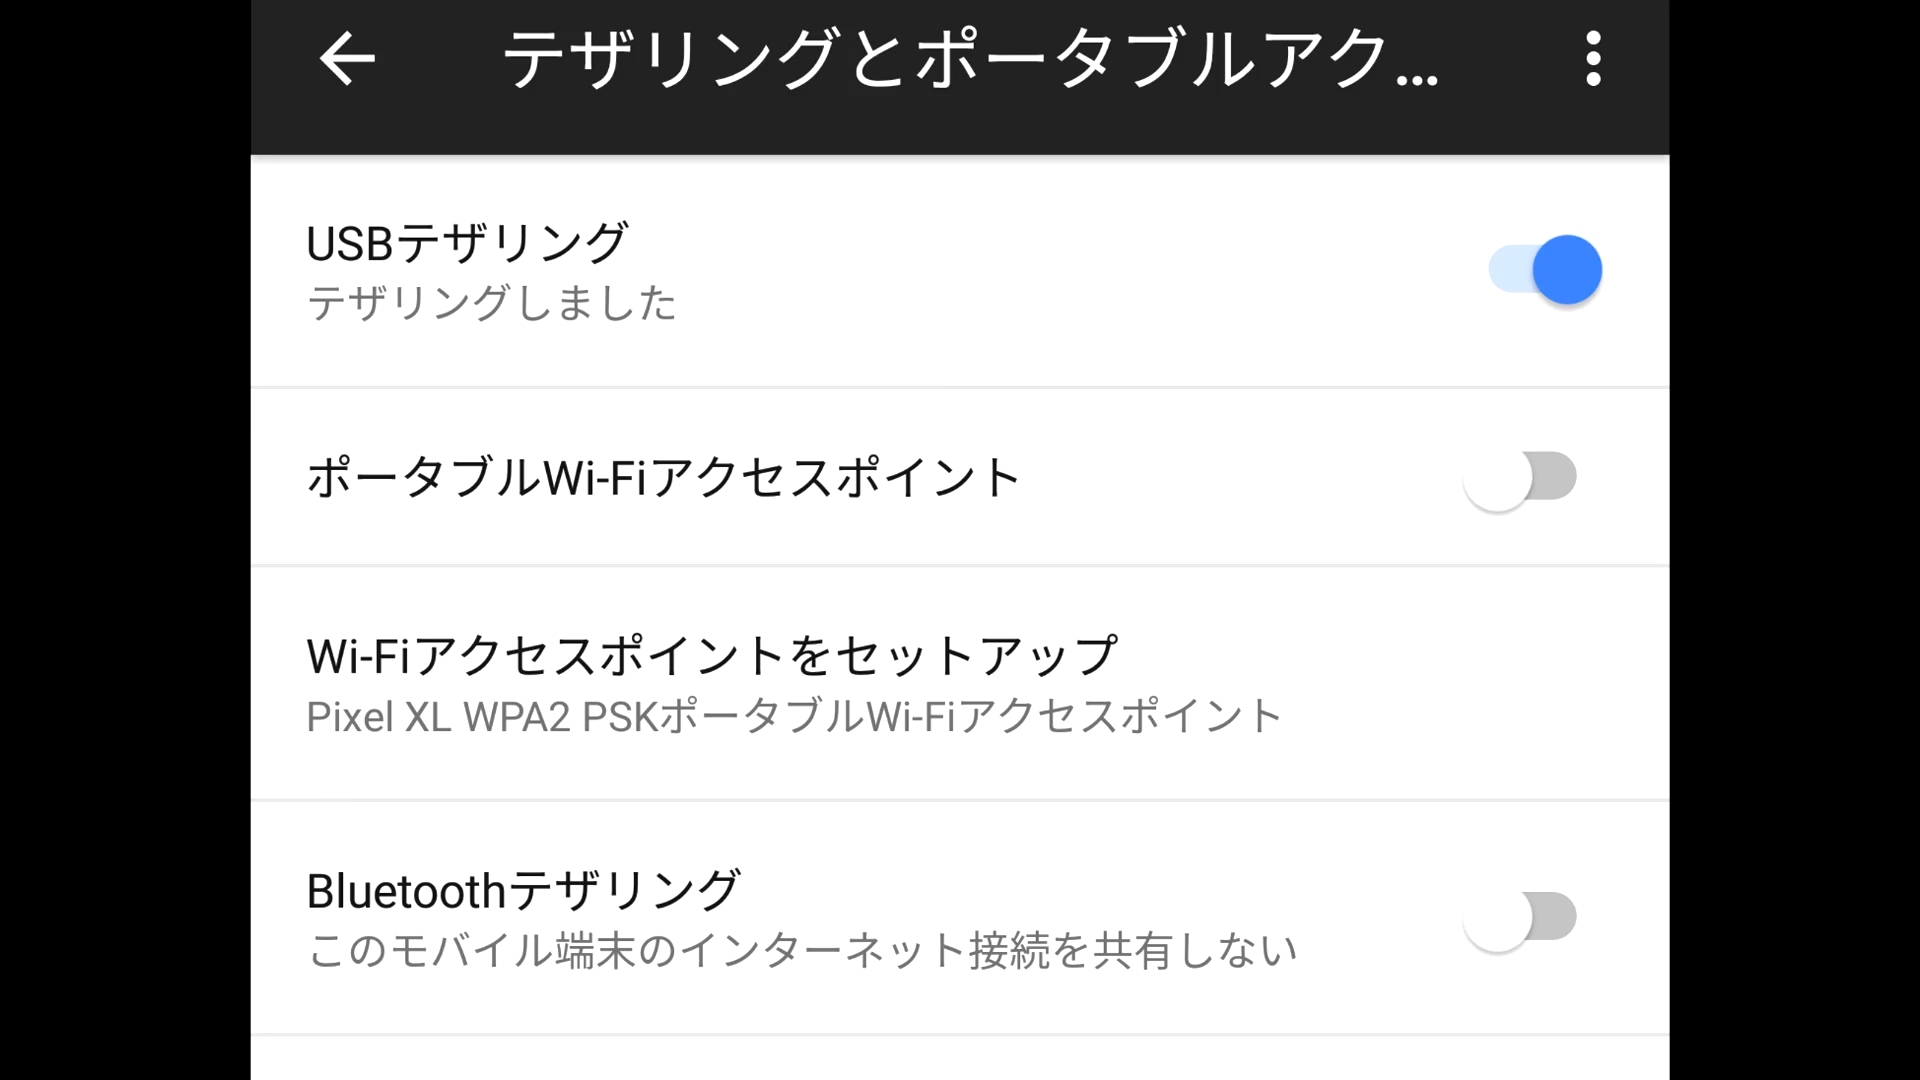 テザリングとポータブルアク...
USBテザリング
テザリングしました
ポータブルWi-Fiアクセスポイント
Wi-Fiアクセスポイントをセットアップ
Pixel XL WPA2 PSKポータブルWi-Fiアクセスポイント
Bluetoothテザリング
このモバイル端末のインターネット接続を共有しない